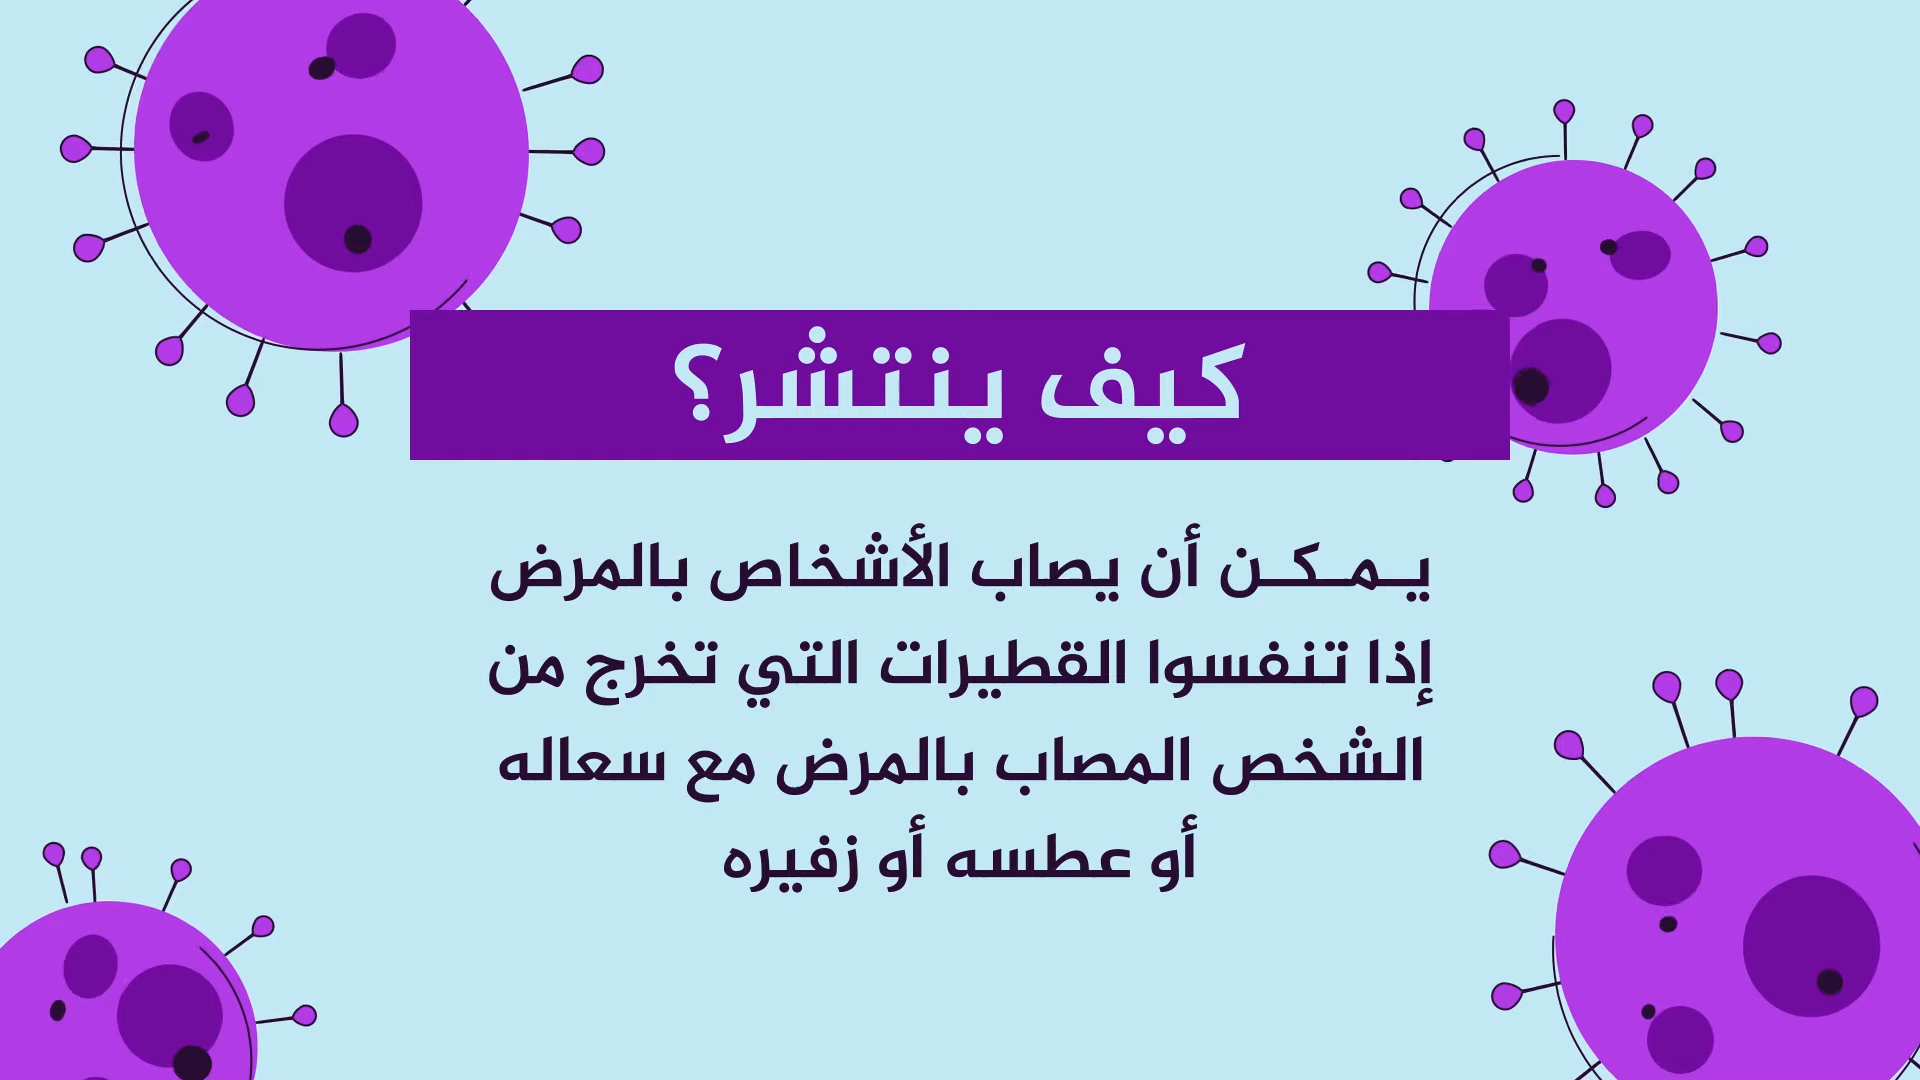 كيف ينتشر؟
يـمـكـن أن يصاب الأشخاص بالمرض
إذا تنفسوا القطيرات التي تخرج من
الشخص المصاب بالمرض مع سعاله
أو عطسه أو زفيره